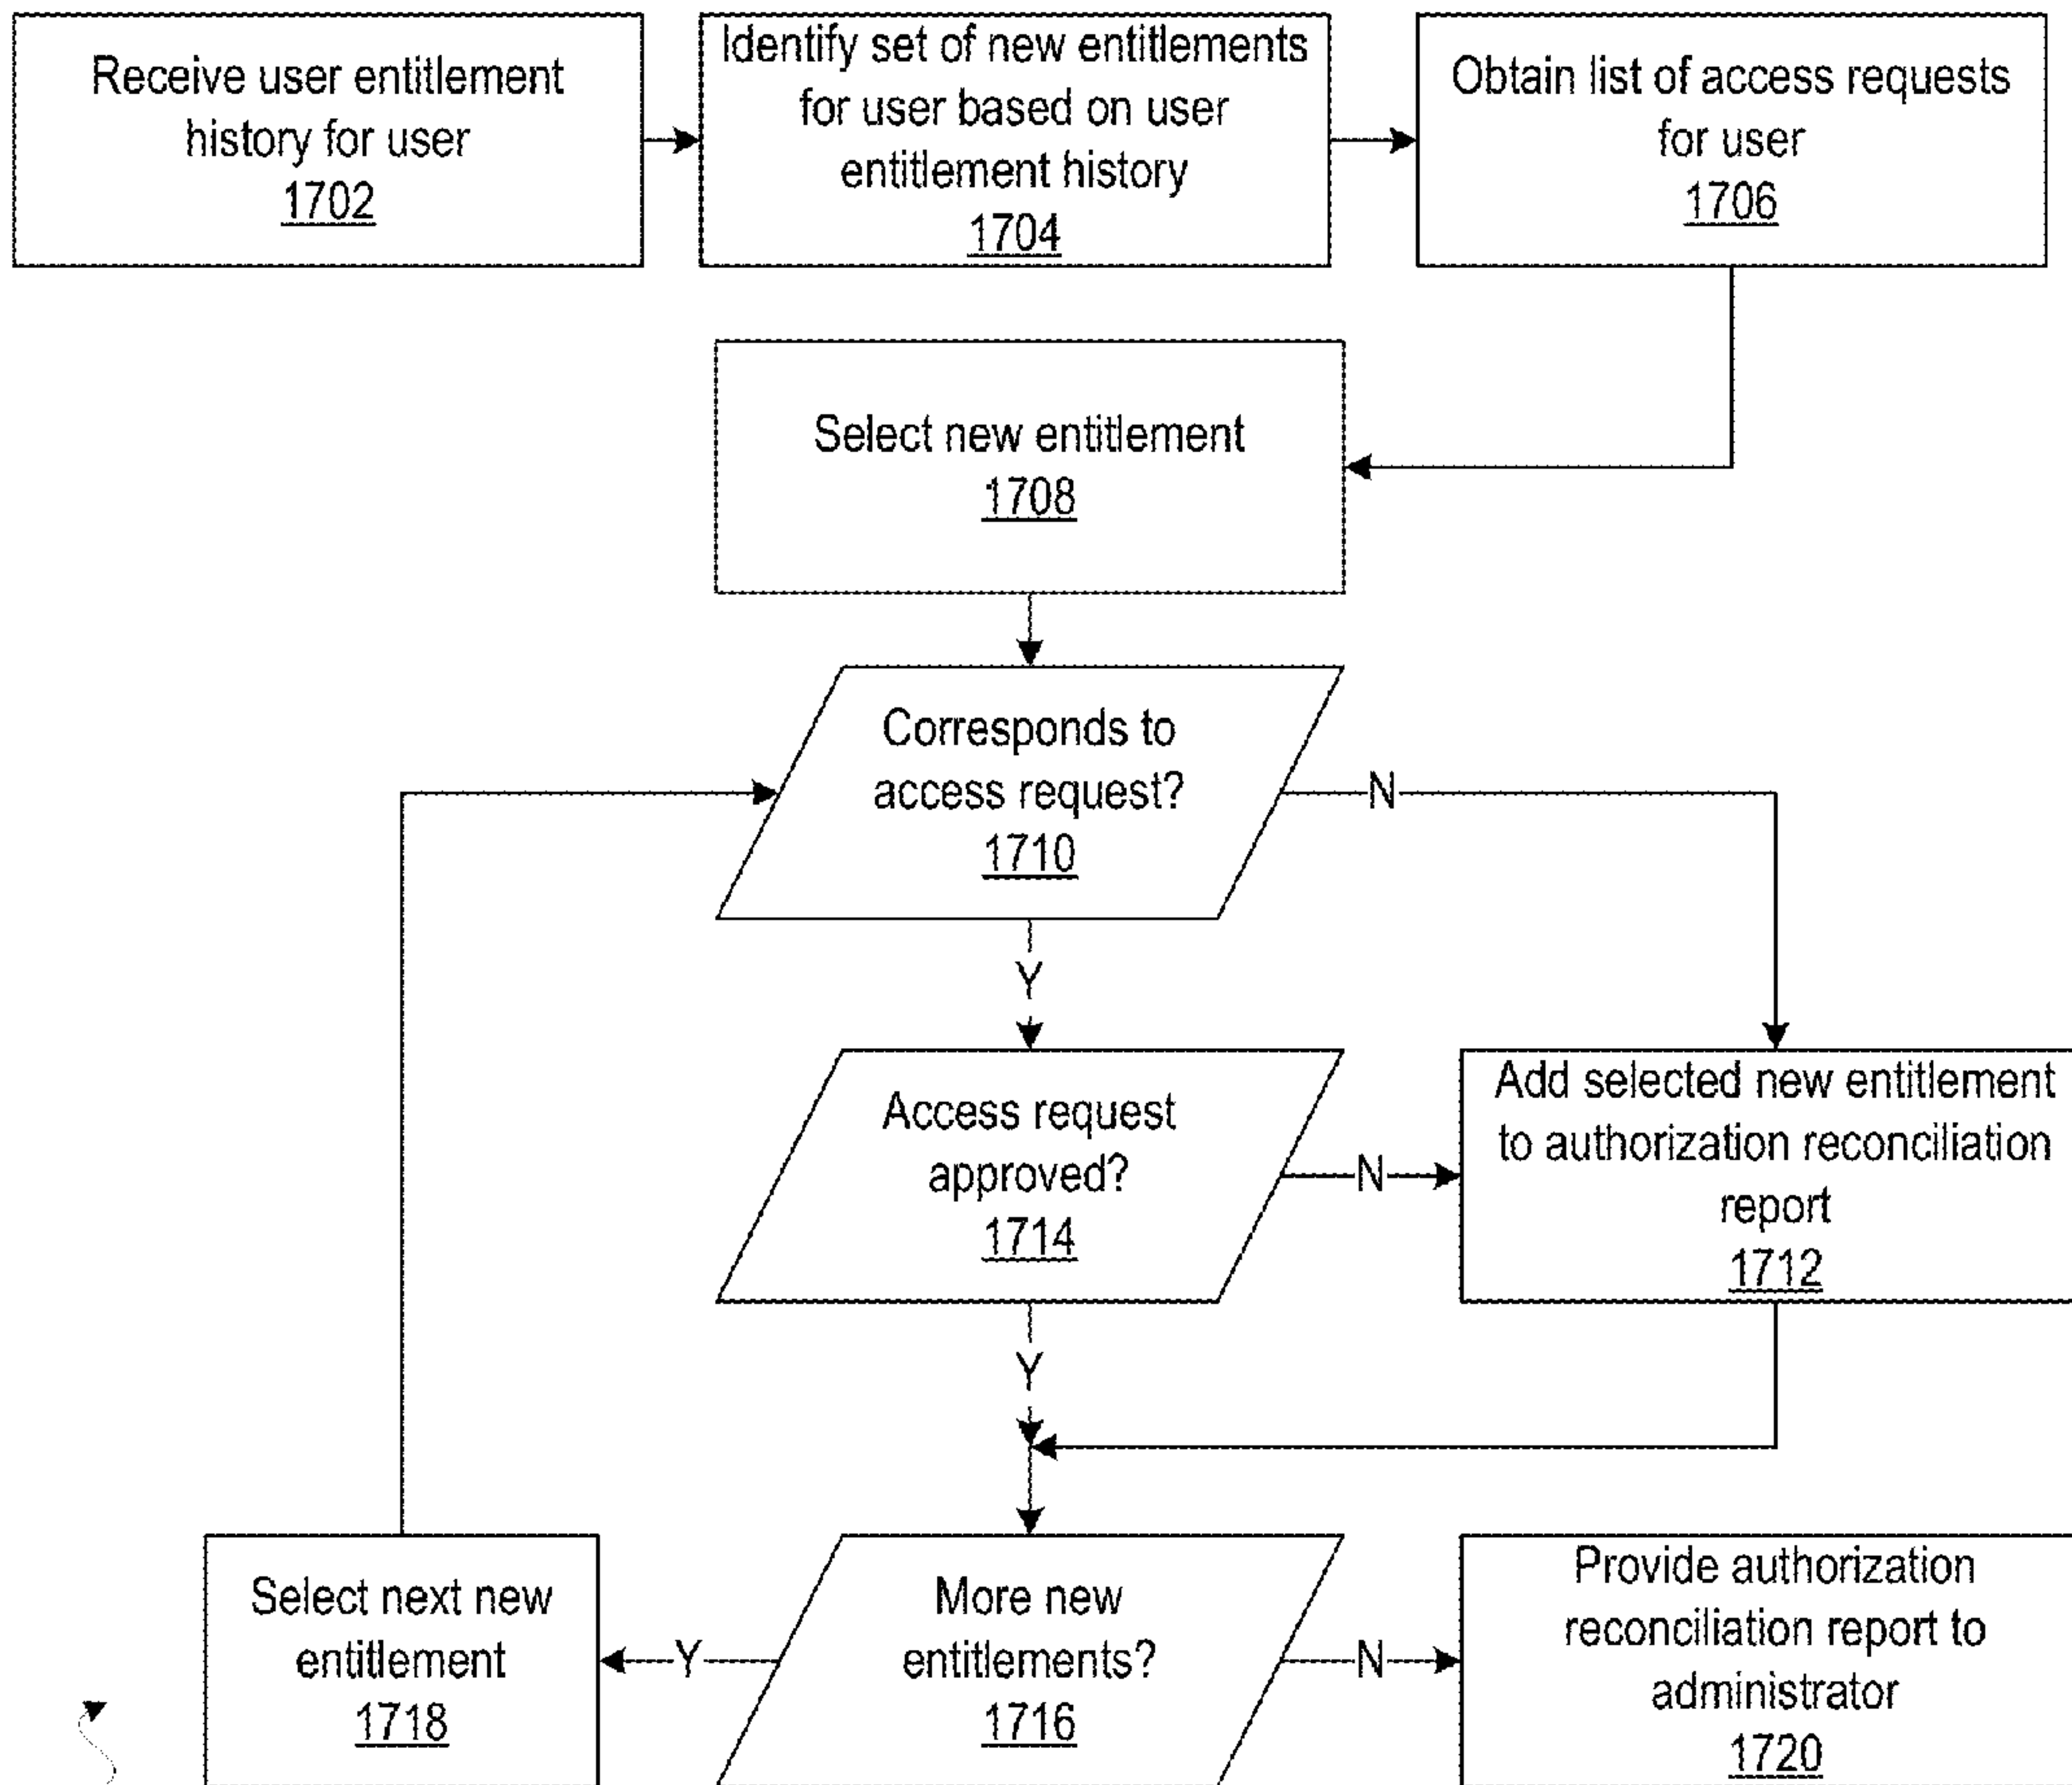 Receive user entitlement
history for user
1702
Identify set of new entitlements
for user based on user
entitlement history
1704
Obtain list of access requests
for user
1706
Select new entitlement
1708
Corresponds to
access request?
1710
N
Y
Access request
approved?
1714
N
Add selected new entitlement
to authorization reconciliation
report
1712
Y
Select next new
entitlement
1718
Y
More new
entitlements?
1716
N
Provide authorization
reconciliation report to
administrator
1720